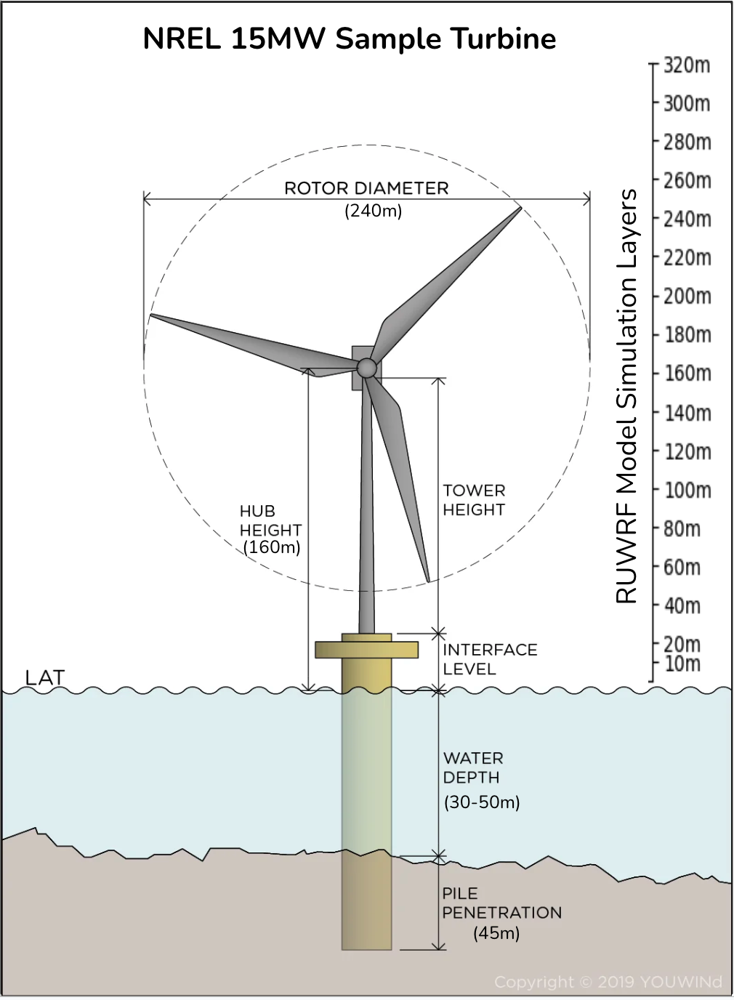 NREL 15MW Sample Turbine
320m
300m
280m
260m
240m
220m
200m
180m
160m
140m
120m
100m
80m
60m
40m
20m
10m
RUWRF Model Simulation Layers
ROTOR DIAMETER
(240m)
HUB
HEIGHT
(160m)
TOWER
HEIGHT
INTERFACE
LEVEL
LAT
WATER
DEPTH
(30-50m)
PILE
PENETRATION
(45m)
Copyright © 2019 YOUWINd